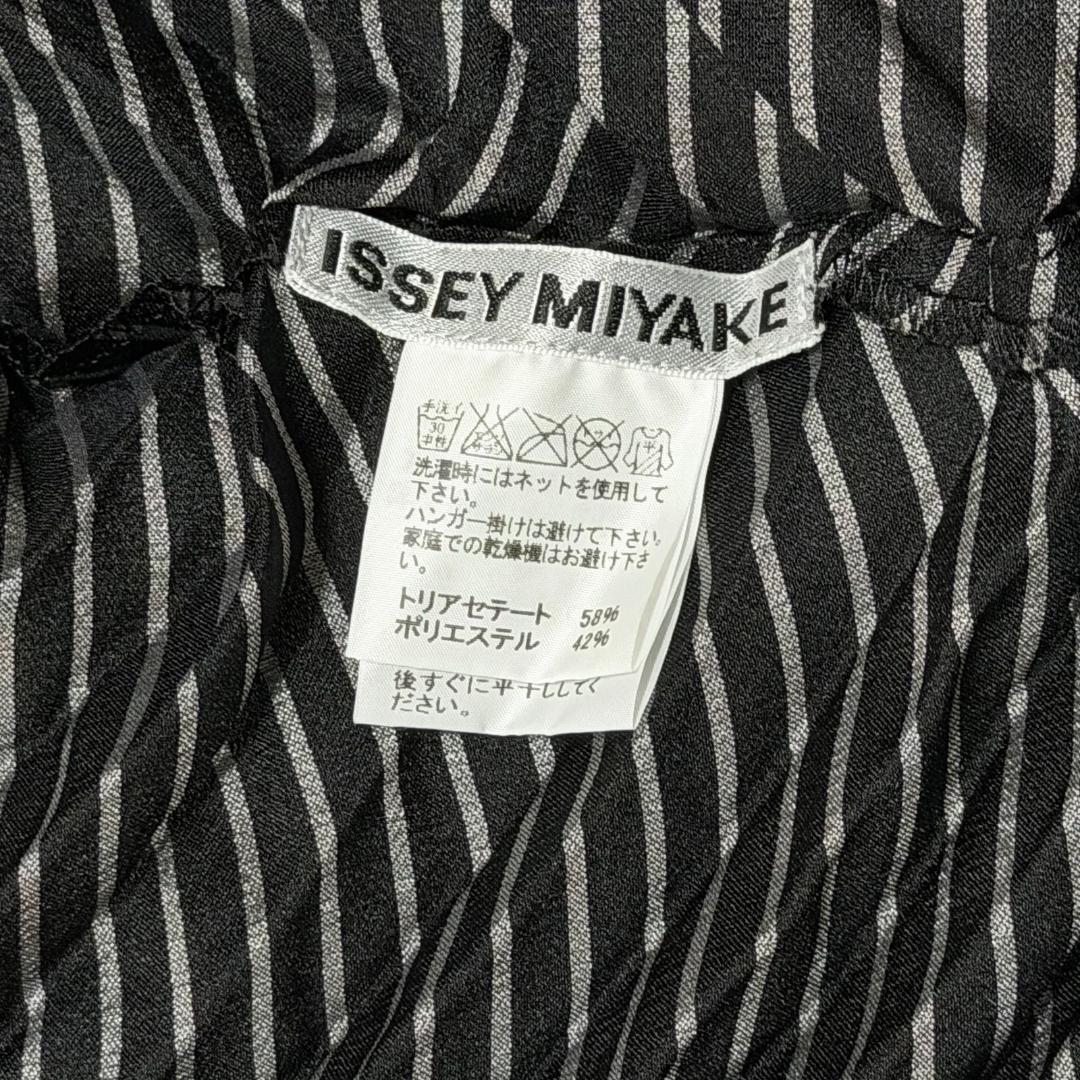 ISSEY MIYAKE
手洗イ
30
中性
平
洗濯時にはネットを使用して
下さい。
ハンガー掛けは避けて下さい。
家庭での乾燥機はお避け下さ
い。
トリアセテート 58%
ポリエステル 42%
後すぐに平干ししてく
ださい。